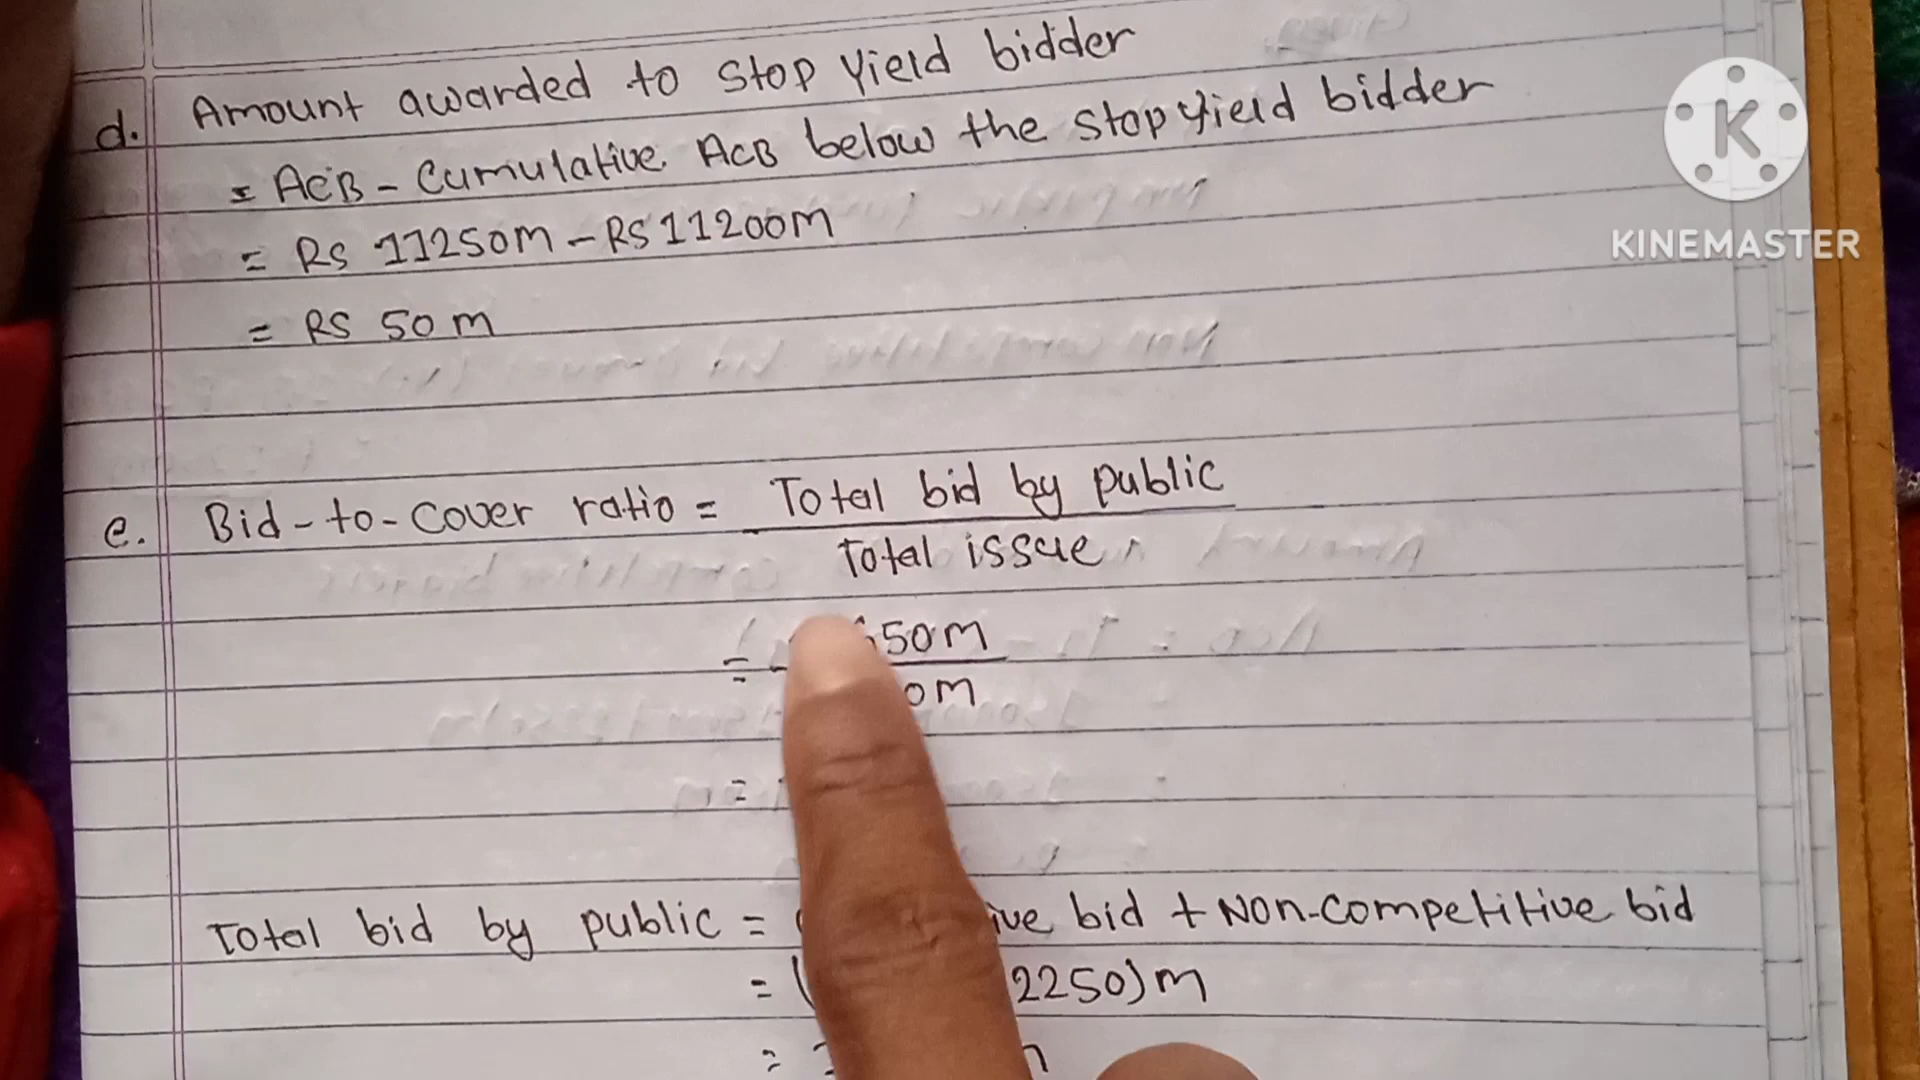 d. Amount awarded to stop yield bidder
= ACB - Cumulative ACB below the stop yield bidder
= RS 11250M - RS 11200M
= RS 50 M
e. Bid-to-cover ratio = Total bid by public
Total issue
= 50M
0M
=
Total bid by public = bid + Non-competitive bid
= ( 2250)M
=
K
KINEMASTER